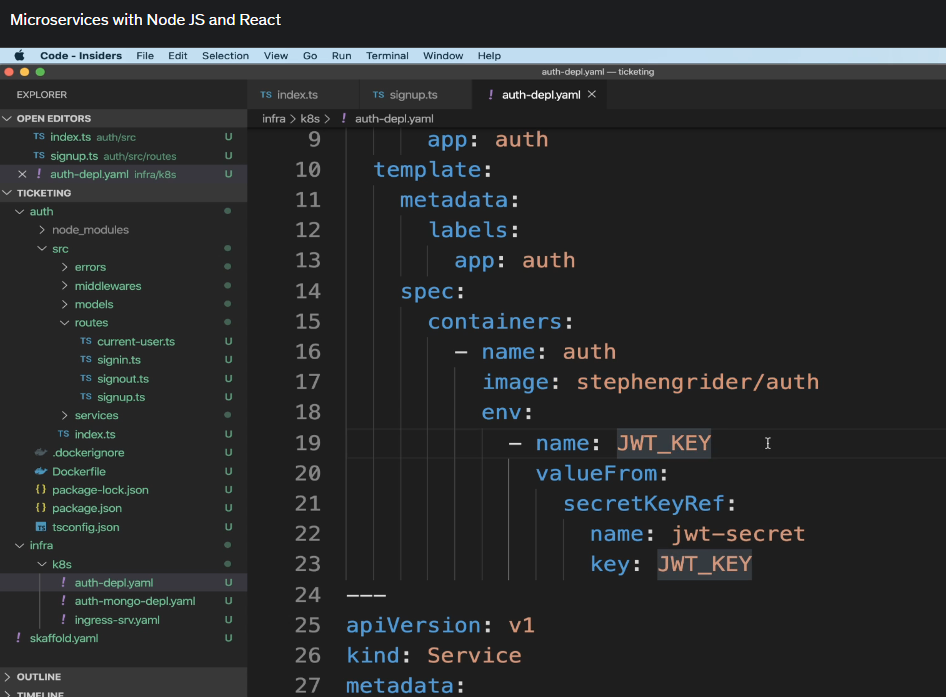 Microservices with Node JS and React
Code - Insiders File Edit Selection View Go Run Terminal Window Help
auth-depl.yaml — ticketing
EXPLORER
OPEN EDITORS
TS index.ts auth/src U
TS signup.ts auth/src/routes U
! auth-depl.yaml infra/k8s U
TICKETING
auth
node_modules
src
errors
middlewares
models
routes
TS current-user.ts U
TS signin.ts U
TS signout.ts U
TS signup.ts U
services
TS index.ts U
.dockerignore U
Dockerfile U
{} package-lock.json U
{} package.json U
TS tsconfig.json U
infra
k8s
! auth-depl.yaml U
! auth-mongo-depl.yaml U
! ingress-srv.yaml U
! skaffold.yaml U
OUTLINE
TIMELINE
TS index.ts TS signup.ts ! auth-depl.yaml
infra > k8s > ! auth-depl.yaml
9 app: auth
10 template:
11 metadata:
12 labels:
13 app: auth
14 spec:
15 containers:
16 - name: auth
17 image: stephengrider/auth
18 env:
19 - name: JWT_KEY
20 valueFrom:
21 secretKeyRef:
22 name: jwt-secret
23 key: JWT_KEY
24 ---
25 apiVersion: v1
26 kind: Service
27 metadata: